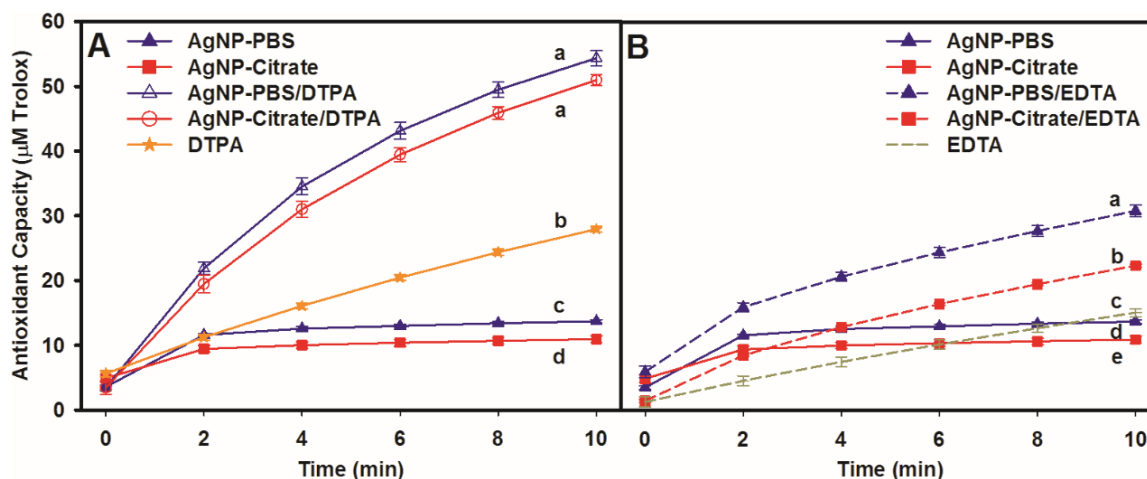 Antioxidant Capacity (µM Trolox)
60
50
40
30
20
10
0
A
AgNP-PBS
AgNP-Citrate
AgNP-PBS/DTPA
AgNP-Citrate/DTPA
DTPA
a
a
b
c
d
0 2 4 6 8 10
Time (min)
B
AgNP-PBS
AgNP-Citrate
AgNP-PBS/EDTA
AgNP-Citrate/EDTA
EDTA
a
b
c
d
e
0 2 4 6 8 10
Time (min)